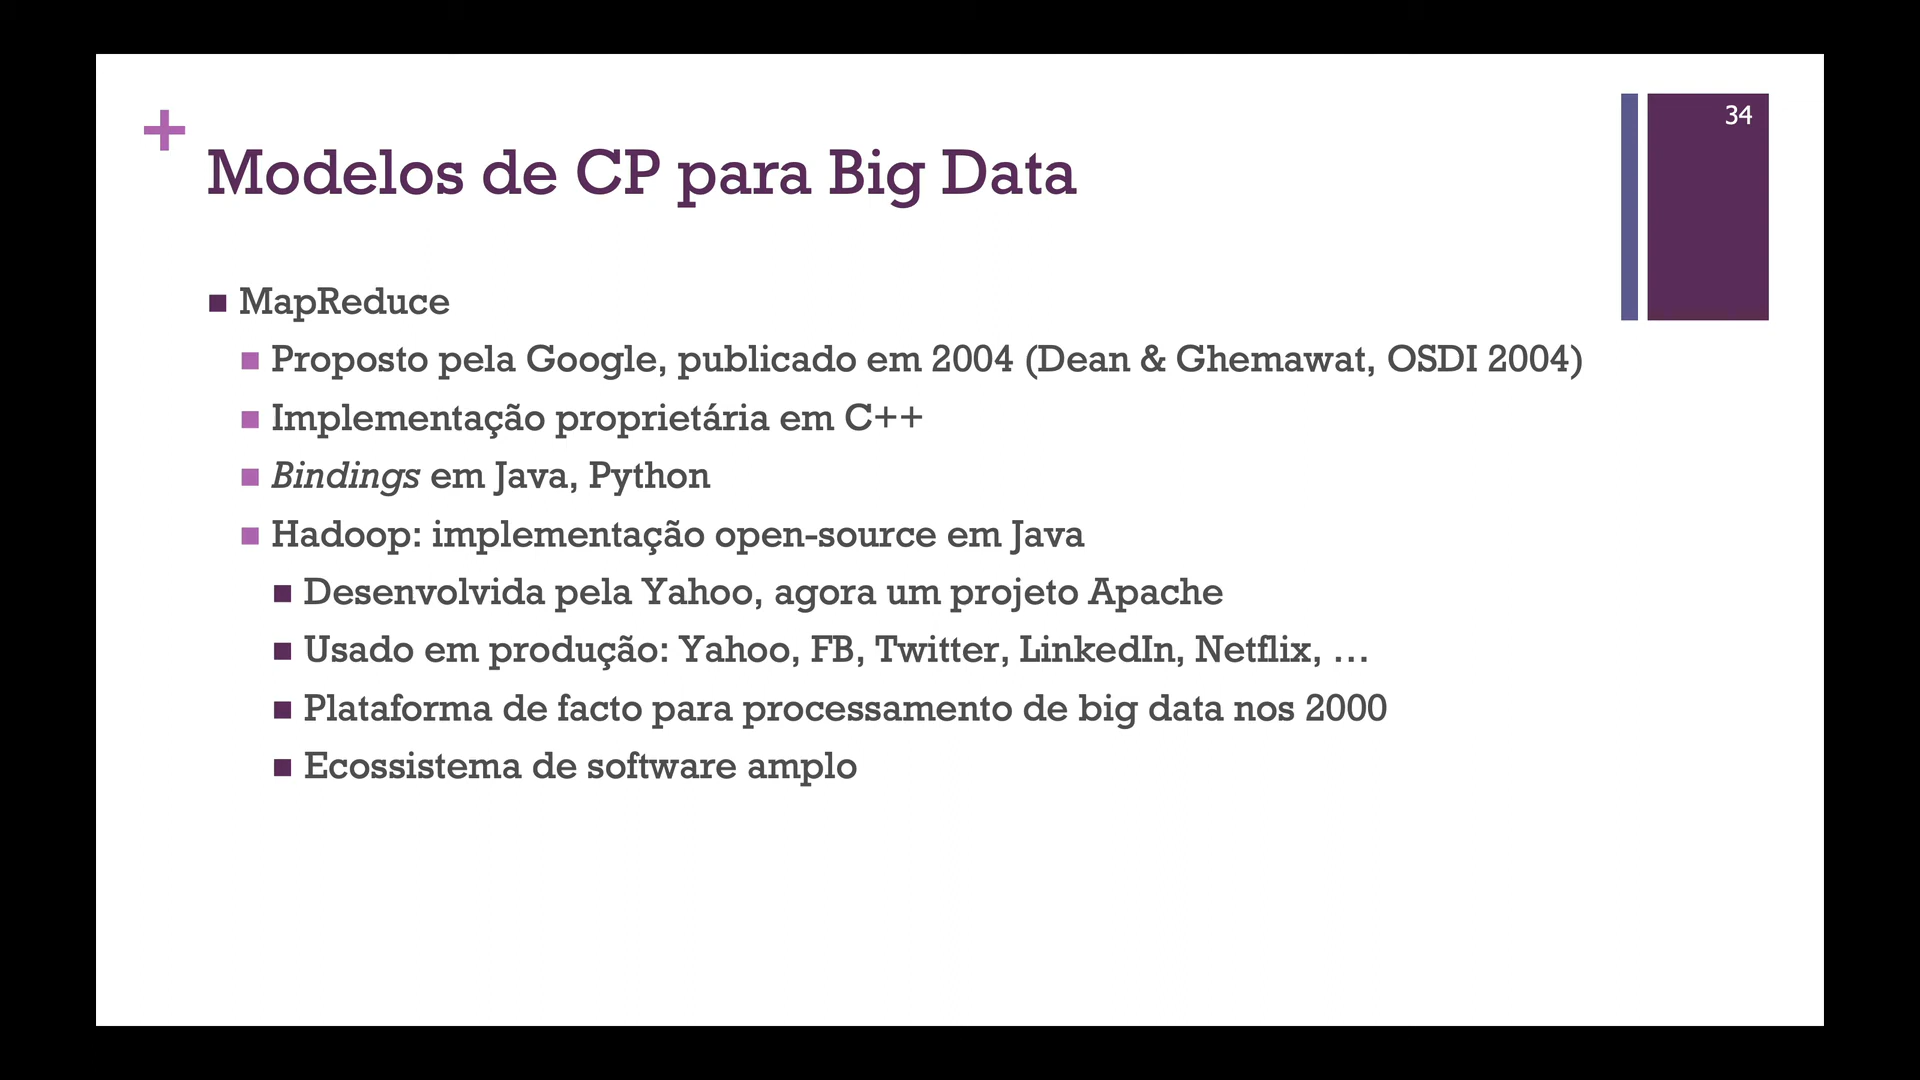 34
Modelos de CP para Big Data
MapReduce
Proposto pela Google, publicado em 2004 (Dean & Ghemawat, OSDI 2004)
Implementação proprietária em C++
Bindings em Java, Python
Hadoop: implementação open-source em Java
Desenvolvida pela Yahoo, agora um projeto Apache
Usado em produção: Yahoo, FB, Twitter, LinkedIn, Netflix, …
Plataforma de facto para processamento de big data nos 2000
Ecossistema de software amplo